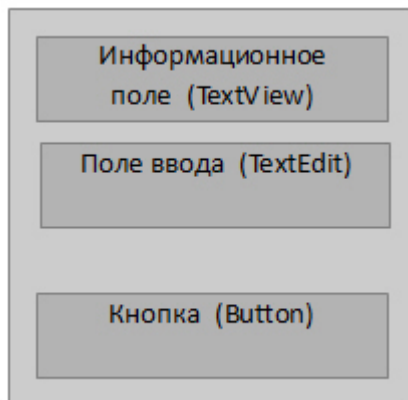 Информационное
поле (TextView)
Поле ввода (TextEdit)
Кнопка (Button)